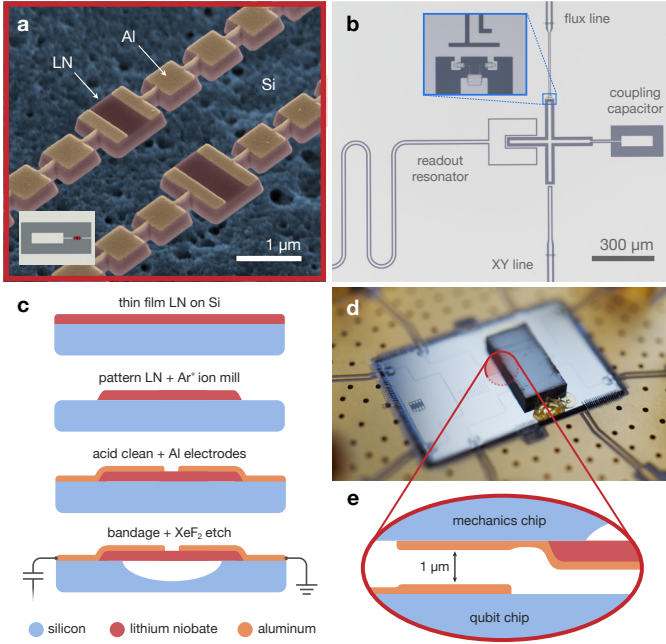 a
LN
Al
Si
1 µm
b
flux line
coupling
capacitor
readout
resonator
XY line
300 µm
c
thin film LN on Si
pattern LN + Ar⁺ ion mill
acid clean + Al electrodes
bandage + XeF₂ etch
silicon
lithium niobate
aluminum
d
e
mechanics chip
1 µm
qubit chip